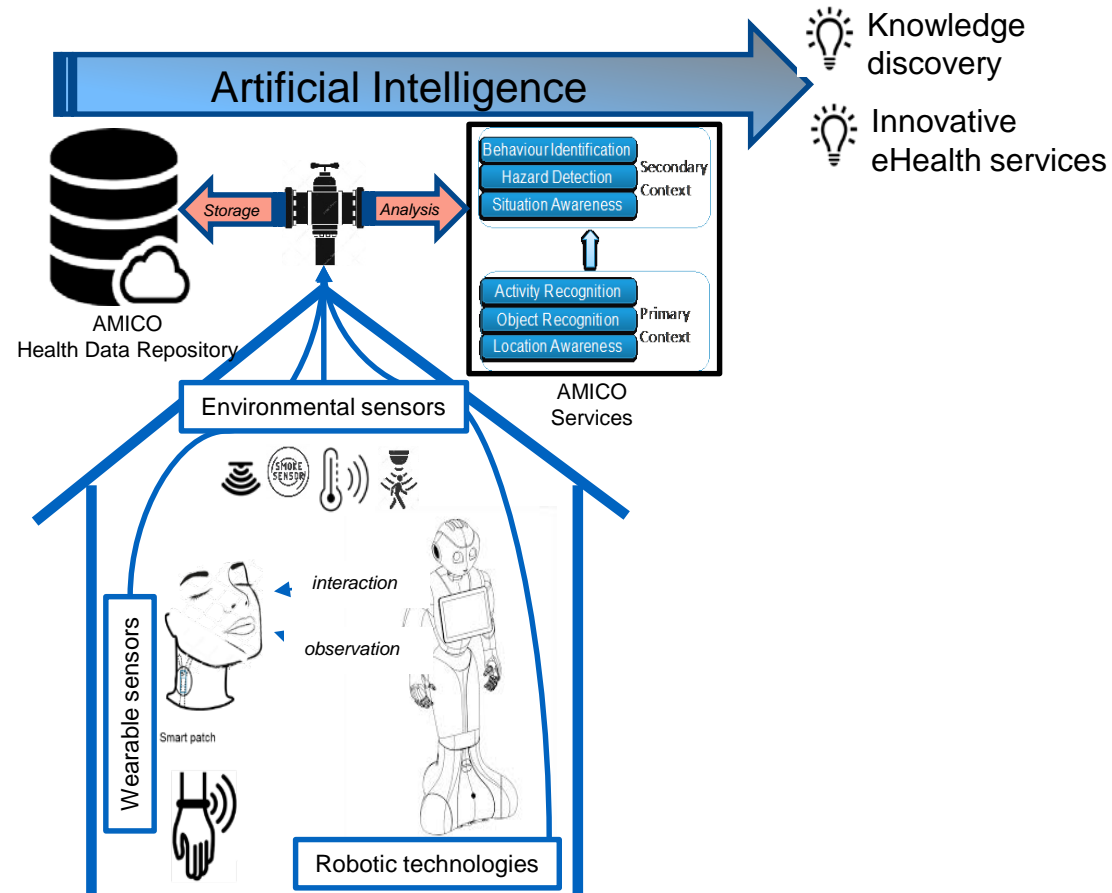 Artificial Intelligence
Knowledge
discovery
Innovative
eHealth services
Storage
Analysis
Behaviour Identification
Hazard Detection
Situation Awareness
Secondary
Context
Activity Recognition
Object Recognition
Location Awareness
Primary
Context
AMICO
Health Data Repository
AMICO
Services
Environmental sensors
SMOKE
SENSOR
interaction
observation
Wearable sensors
Smart patch
Robotic technologies